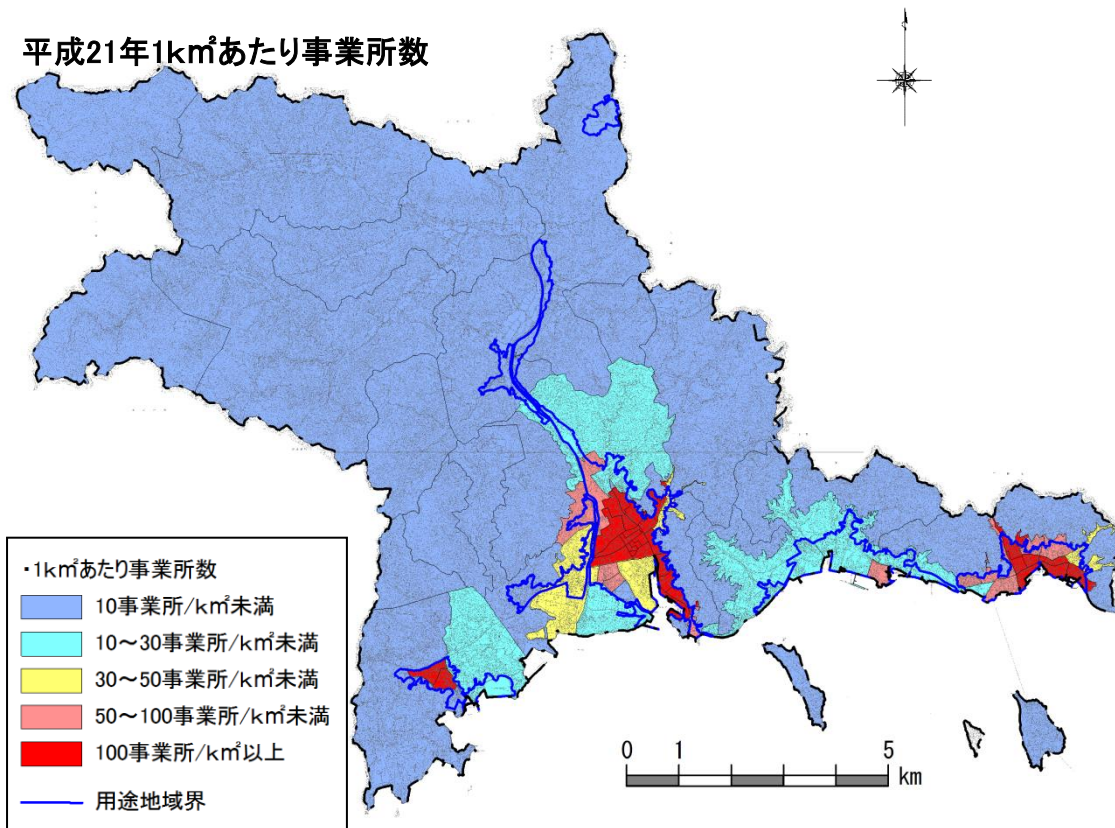 平成21年1k㎡あたり事業所数
・1k㎡あたり事業所数
10事業所/k㎡未満
10～30事業所/k㎡未満
30～50事業所/k㎡未満
50～100事業所/k㎡未満
100事業所/k㎡以上
用途地域界
0 1 5
km